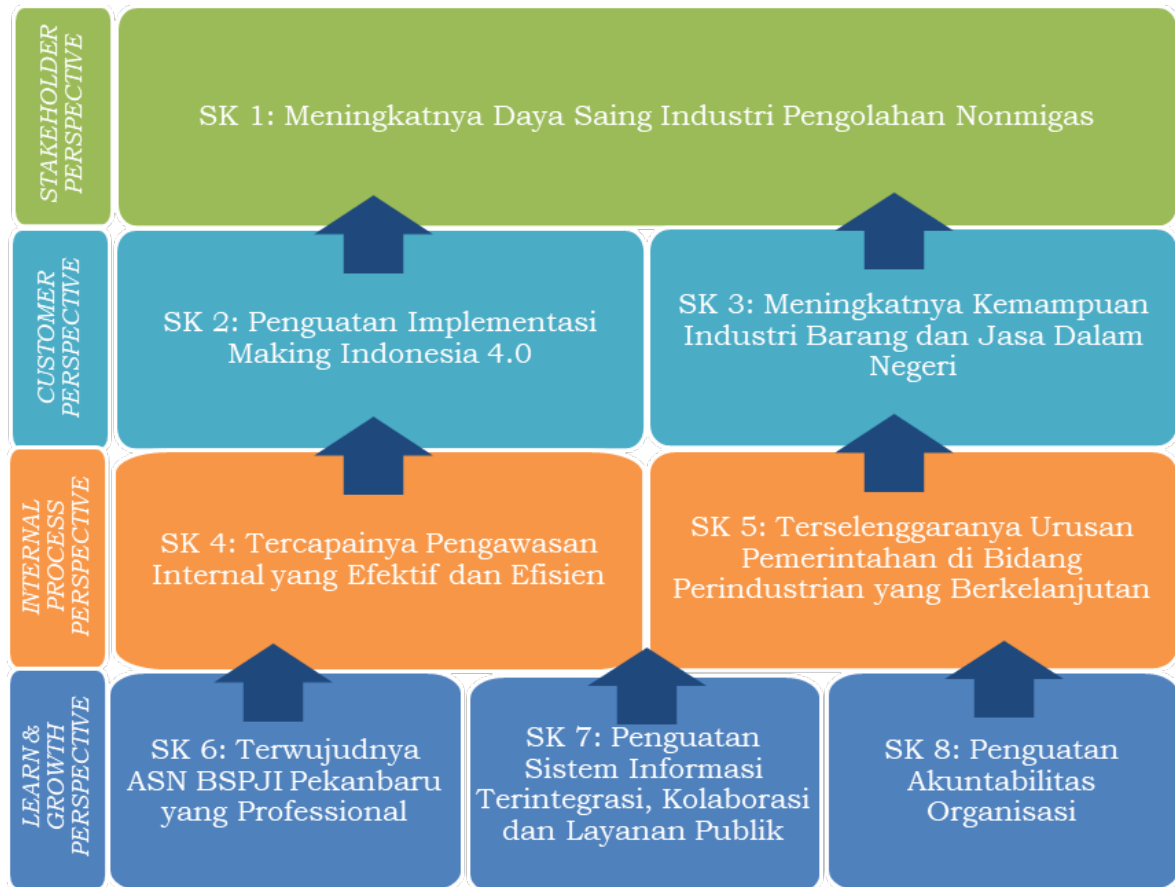 STAKEHOLDER
PERSPECTIVE
SK 1: Meningkatnya Daya Saing Industri Pengolahan Nonmigas
CUSTOMER
PERSPECTIVE
SK 2: Penguatan Implementasi
Making Indonesia 4.0
SK 3: Meningkatnya Kemampuan
Industri Barang dan Jasa Dalam
Negeri
INTERNAL
PROCESS
PERSPECTIVE
SK 4: Tercapainya Pengawasan
Internal yang Efektif dan Efisien
SK 5: Terselenggaranya Urusan
Pemerintahan di Bidang
Perindustrian yang Berkelanjutan
LEARN &
GROWTH
PERSPECTIVE
SK 6: Terwujudnya
ASN BSPJI Pekanbaru
yang Professional
SK 7: Penguatan
Sistem Informasi
Terintegrasi, Kolaborasi
dan Layanan Publik
SK 8: Penguatan
Akuntabilitas
Organisasi